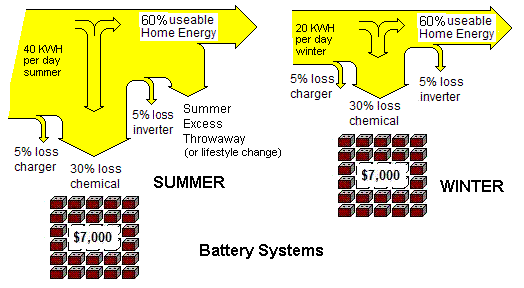 60% useable
Home Energy
40 KWH
per day
summer
5% loss
charger
30% loss
chemical
5% loss
inverter
Summer
Excess
Throwaway
(or lifestyle change)
SUMMER
$7,000
60% useable
Home Energy
20 KWH
per day
winter
5% loss
charger
30% loss
chemical
5% loss
inverter
$7,000
WINTER
Battery Systems